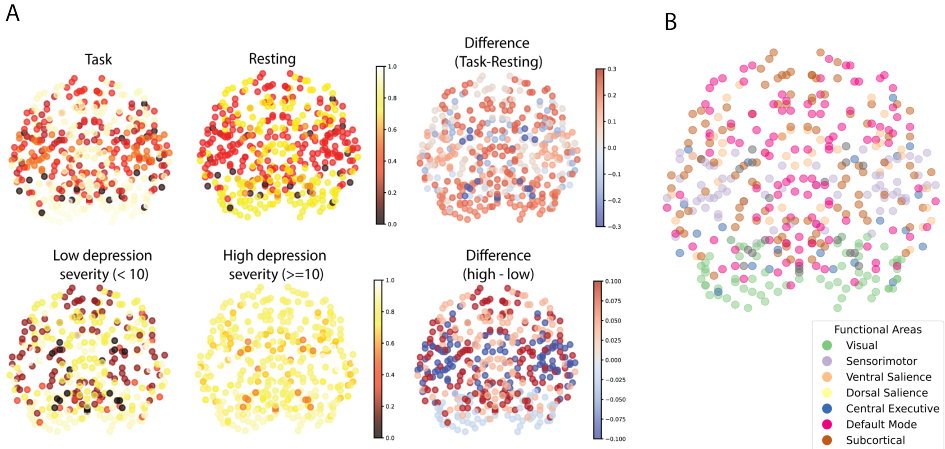 A
B
Task
Resting
Difference
(Task-Resting)
1.0
0.8
0.6
0.4
0.2
0.0
0.3
0.2
0.1
0.0
−0.1
−0.2
−0.3
Low depression
severity (< 10)
High depression
severity (>=10)
Difference
(high - low)
1.0
0.8
0.6
0.4
0.2
0.0
0.100
0.075
0.050
0.025
0.000
−0.025
−0.050
−0.075
−0.100
Functional Areas
Visual
Sensorimotor
Ventral Salience
Dorsal Salience
Central Executive
Default Mode
Subcortical